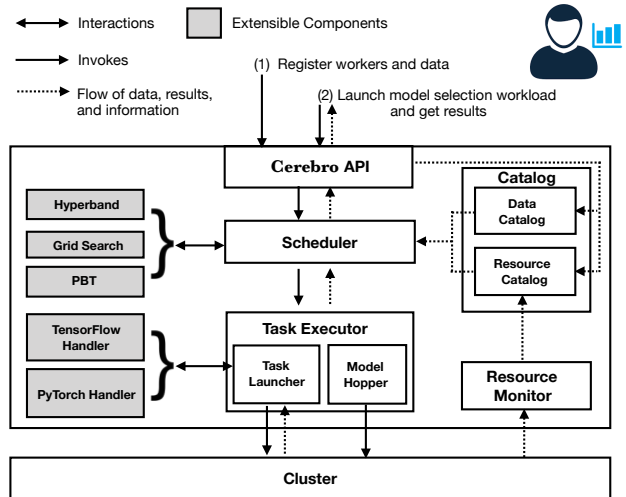 Interactions
Extensible Components
Invokes
Flow of data, results,
and information
(1) Register workers and data
(2) Launch model selection workload
and get results
Cerebro API
Catalog
Data
Catalog
Resource
Catalog
Hyperband
Grid Search
PBT
Scheduler
TensorFlow
Handler
PyTorch Handler
Task Executor
Task
Launcher
Model
Hopper
Resource
Monitor
Cluster